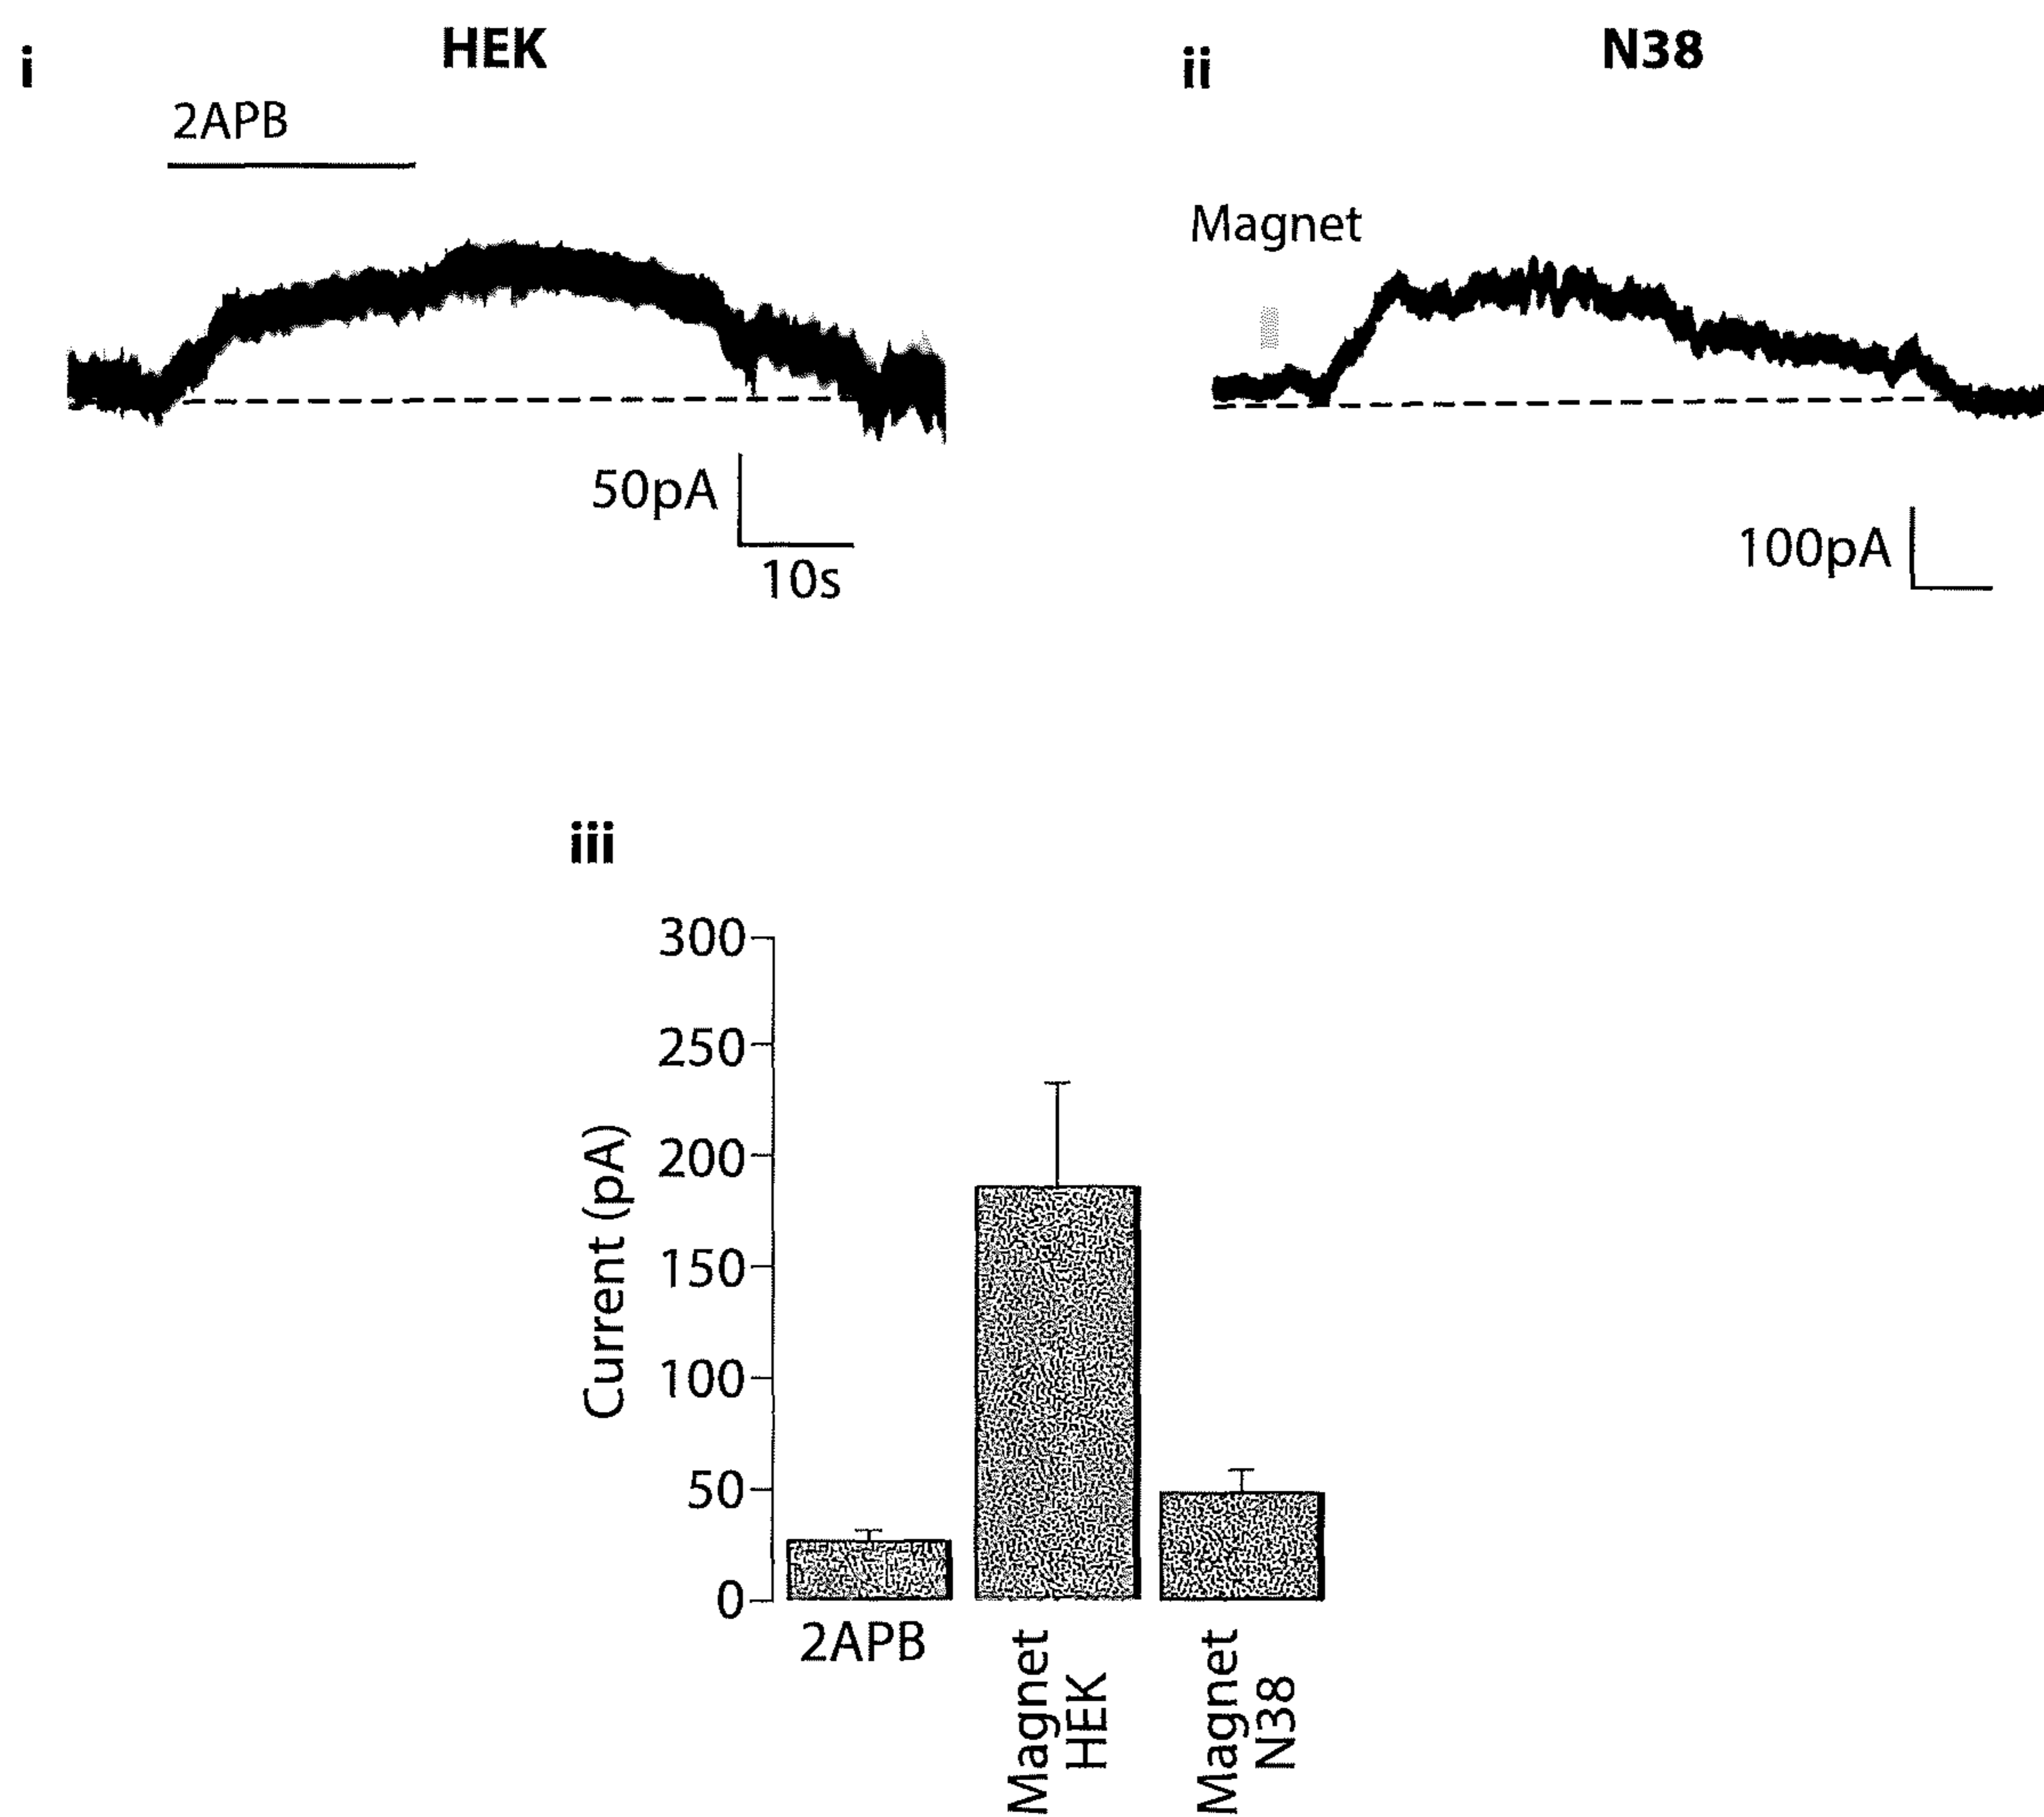 i
HEK
2APB
50pA
10s
ii
N38
Magnet
100pA
iii
300
250
200
150
100
50
0
Current (pA)
2APB
Magnet
HEK
Magnet
N38